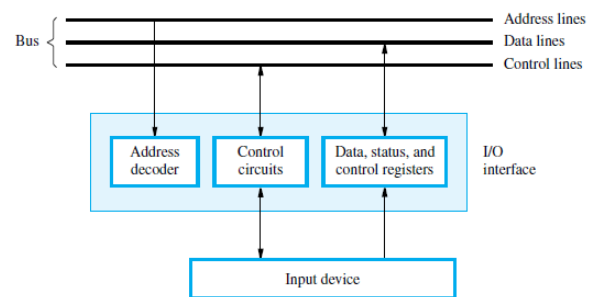 Address lines
Bus
Data lines
Control lines
Address
decoder
Control
circuits
Data, status, and
control registers
I/O
interface
Input device